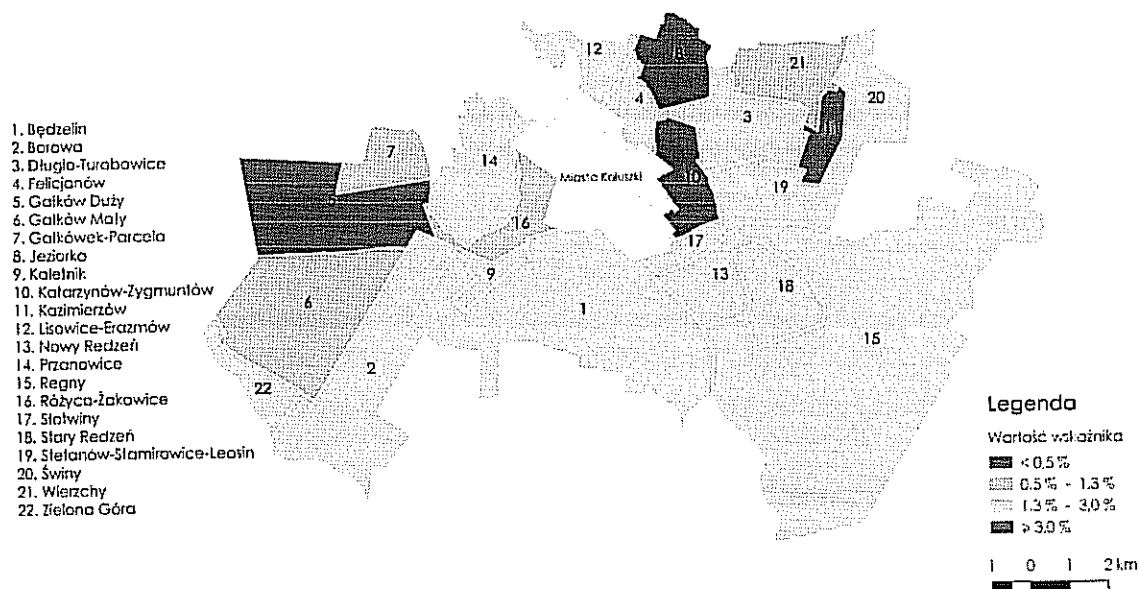 1. Będzelin
2. Borowa
3. Długie-Turobowice
4. Felicjanów
5. Gałków Duży
6. Gałków Mały
7. Gałkówek-Parcela
8. Jeziorko
9. Kaletnik
10. Katarzynów-Zygmuntów
11. Kazimierzów
12. Lisowice-Erazmów
13. Nowy Redzeń
14. Przanowice
15. Regny
16. Różyca-Żakowice
17. Słotwiny
18. Stary Redzeń
19. Stefanów-Stamirowice-Leosin
20. Świny
21. Wierzchy
22. Zielona Góra
12
8
21
4
20
3
7
14
Miasto Koluszki
10
19
16
17
9
13
18
6
1
15
2
22
Legenda
Wartość wskaźnika
< 0,5 %
0,5 % - 1,3 %
1,3 % - 3,0 %
≥ 3,0 %
1 0 1 2 km